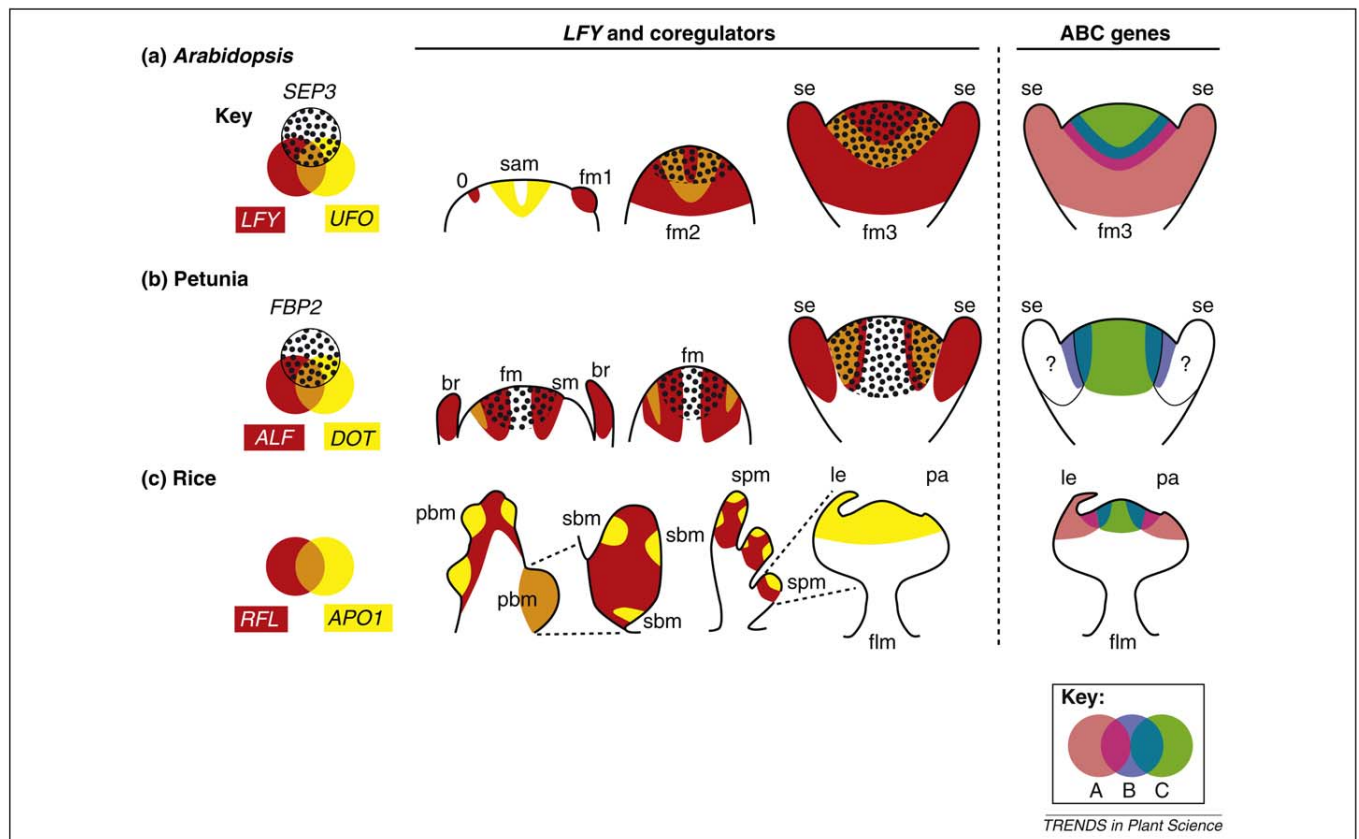 LFY and coregulators
ABC genes
(a) Arabidopsis
SEP3
Key
LFY
UFO
0
sam
fm1
fm2
se
se
fm3
se
se
fm3
(b) Petunia
FBP2
ALF
DOT
br
fm
sm
br
fm
se
se
se
?
?
se
(c) Rice
RFL
APO1
pbm
pbm
sbm
sbm
sbm
spm
spm
le
pa
flm
le
pa
flm
Key:
A B C
TRENDS in Plant Science